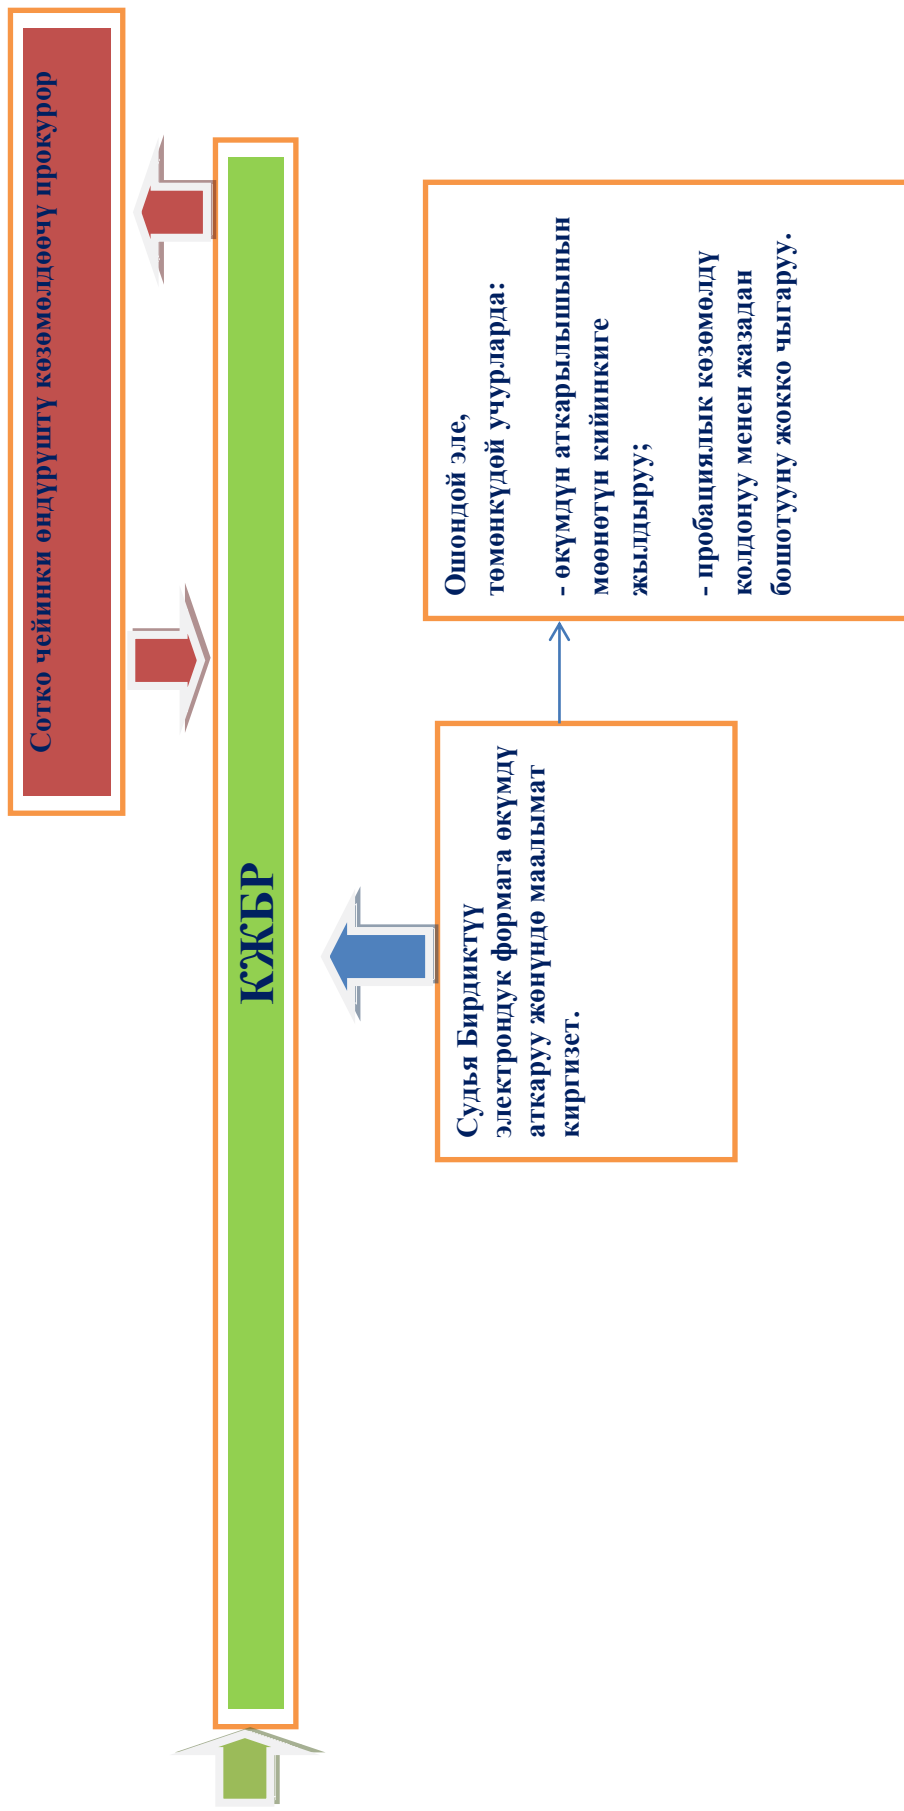 Сотко чейинки өндүрүштү көзөмөлдөөчү прокурор
КЖБР
Судья Бирдиктүү
электрондук формага өкүмдү
аткаруу жөнүндө маалымат
киргизет.
Ошондой эле,
төмөнкүдөй учурларда:
- өкүмдүн аткарылышынын
мөөнөтүн кийинкиге
жылдыруу;
- пробациялык көзөмөлдү
колдонуу менен жазадан
бошотууну жокко чыгаруу.